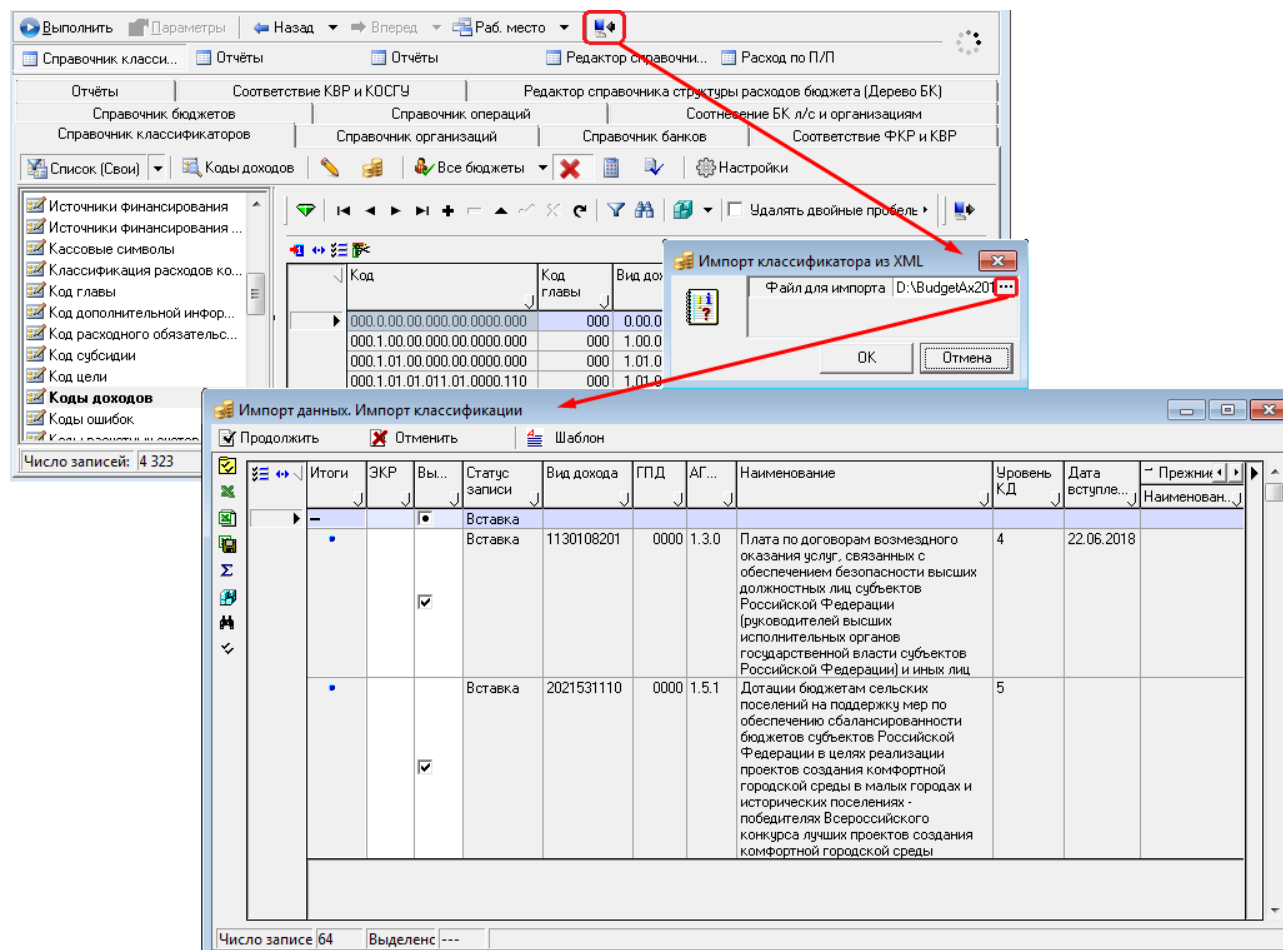 Выполнить Параметры Назад Вперед Раб. место
Справочник класси... Отчёты Отчёты Редактор справочни... Расход по П/П
Отчёты Соответствие КВР и КОСГУ Редактор справочника структуры расходов бюджета (Дерево БК)
Справочник бюджетов Справочник операций Соотнесение БК л/с и организациям
Справочник классификаторов Справочник организаций Справочник банков Соответствие ФКР и КВР
Список (Свои) Коды доходов Все бюджеты Настройки
Источники финансирования
Источники финансирования ...
Кассовые символы
Классификация расходов ко...
Код главы
Код дополнительной инфор...
Код расходного обязательс...
Код субсидии
Код цели
Коды доходов
Коды ошибок
Число записей: 4 323
Удалять двойные пробель
Код Код главы Вид дох
000.0.00.00.000.00.0000.000 000 0.00.0
000.1.00.00.000.00.0000.000 000 1.00.0
000.1.01.00.000.00.0000.000 000 1.01.0
000.1.01.01.011.01.0000.110 000 1.01.0
Импорт классификатора из XML
Файл для импорта D:\BudgetAx201
OK Отмена
Импорт данных. Импорт классификации
Продолжить Отменить Шаблон
Итоги ЭКР Вы... Статус записи Вид дохода ГПД АГ... Наименование Уровень КД Дата вступле... Прежние
Наименован...
Вставка
Вставка 1130108201 0000 1.3.0 Плата по договорам возмездного 4 22.06.2018
оказания услуг, связанных с
обеспечением безопасности высших
должностных лиц субъектов
Российской Федерации
(руководителей высших
исполнительных органов
государственной власти субъектов
Российской Федерации) и иных лиц
Вставка 2021531110 0000 1.5.1 Дотации бюджетам сельских 5
поселений на поддержку мер по
обеспечению сбалансированности
бюджетов субъектов Российской
Федерации в целях реализации
проектов создания комфортной
городской среды в малых городах и
исторических поселениях -
победителях Всероссийского
конкурса лучших проектов создания
комфортной городской среды
Число записе 64 Выделенс ---